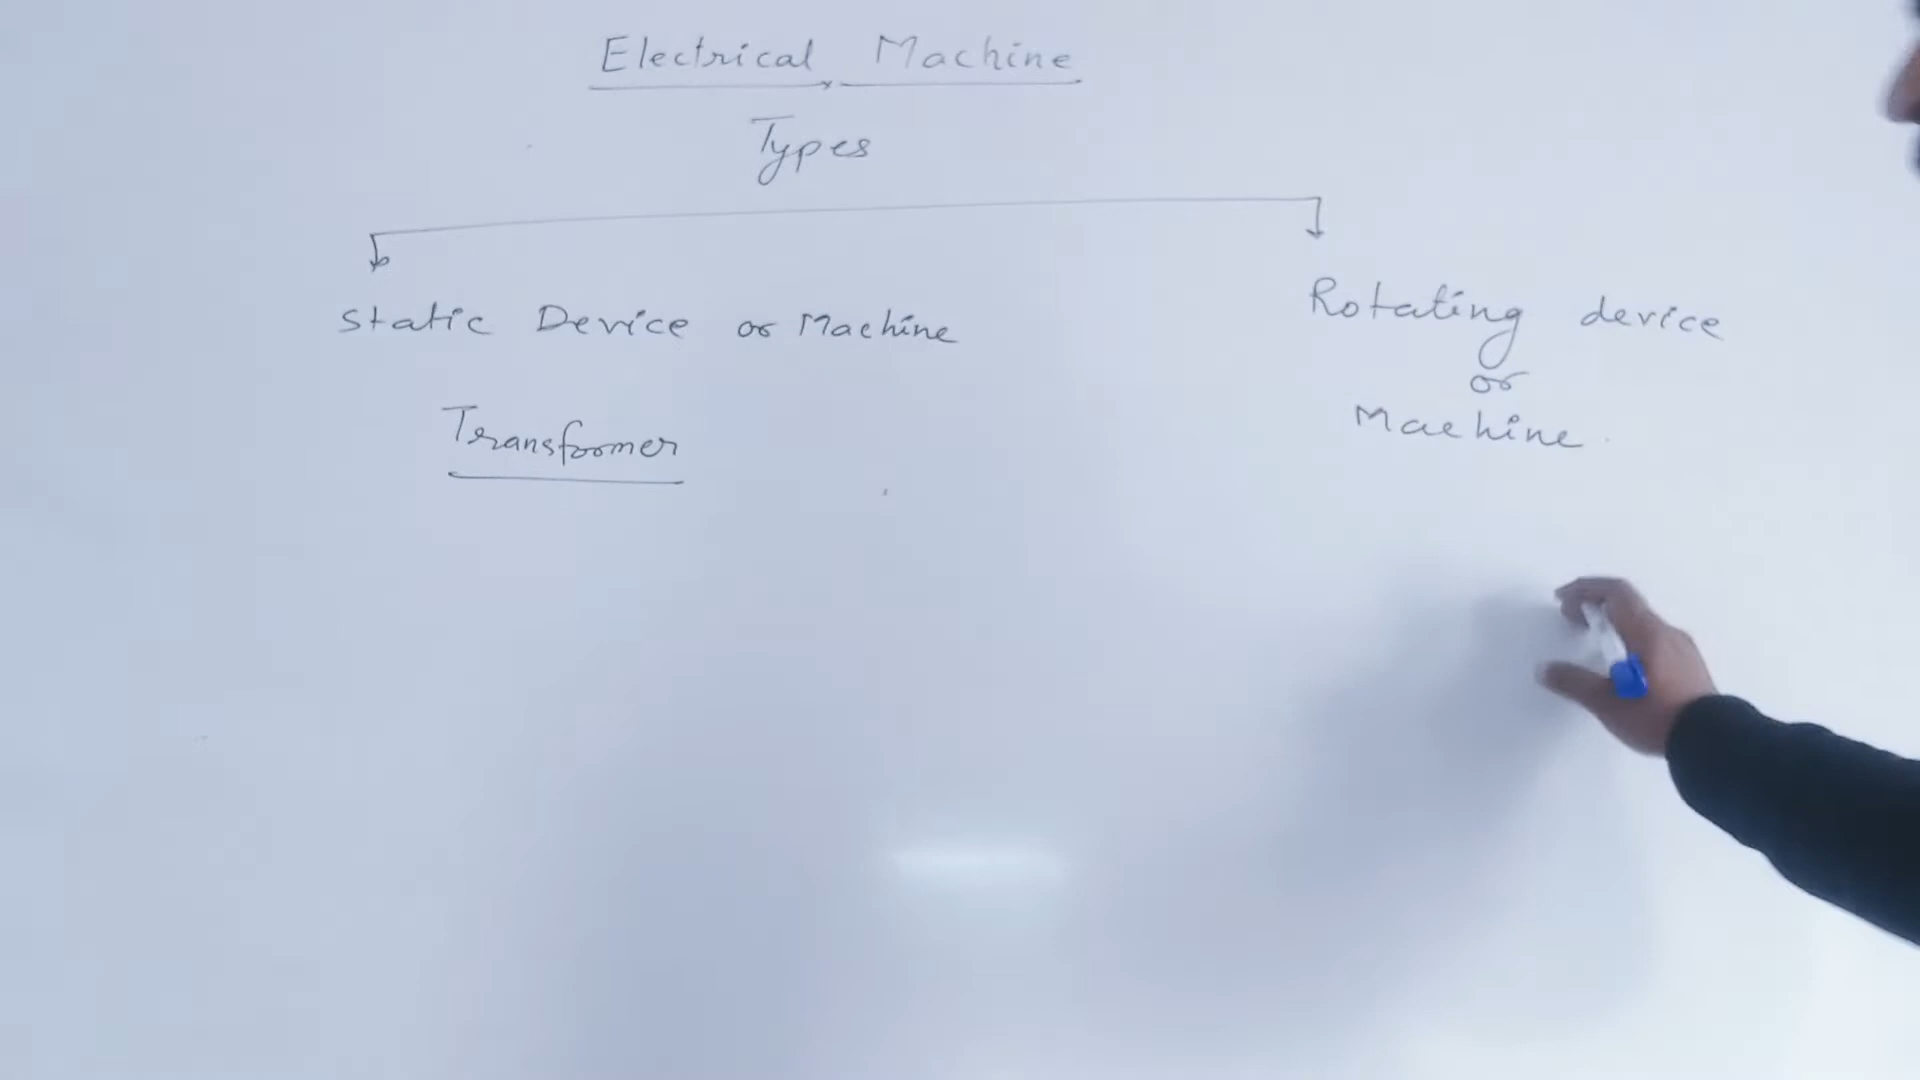 Electrical Machine
Types
Static Device or Machine
Transformer
Rotating device
or
Machine